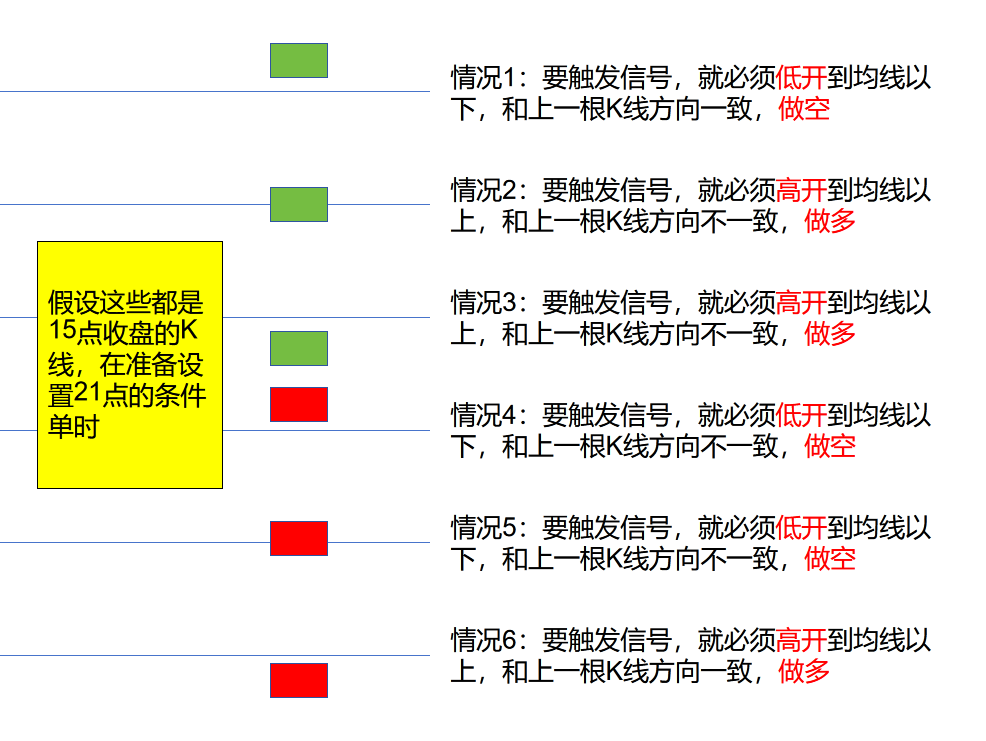 情况1：要触发信号，就必须低开到均线以
下，和上一根K线方向一致，做空
情况2：要触发信号，就必须高开到均线以
上，和上一根K线方向不一致，做多
假设这些都是
15点收盘的K
线，在准备设
置21点的条件
单时
情况3：要触发信号，就必须高开到均线以
上，和上一根K线方向不一致，做多
情况4：要触发信号，就必须低开到均线以
下，和上一根K线方向不一致，做空
情况5：要触发信号，就必须低开到均线以
下，和上一根K线方向不一致，做空
情况6：要触发信号，就必须高开到均线以
上，和上一根K线方向一致，做多